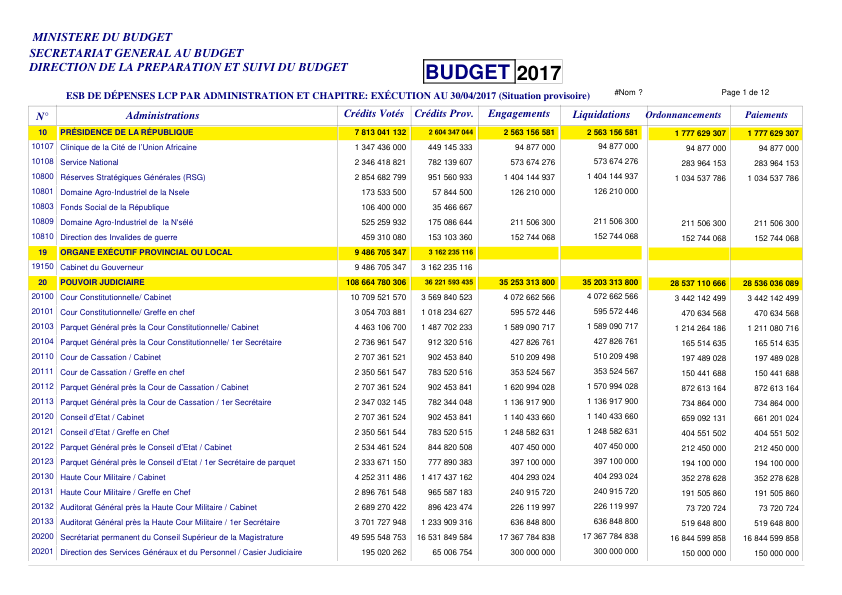 MINISTERE DU BUDGET
SECRETARIAT GENERAL AU BUDGET
DIRECTION DE LA PREPARATION ET SUIVI DU BUDGET
BUDGET 2017
ESB DE DÉPENSES LCP PAR ADMINISTRATION ET CHAPITRE: EXÉCUTION AU 30/04/2017 (Situation provisoire) #Nom ? Page 1 de 12
N° Administrations Crédits Votés Crédits Prov. Engagements Liquidations Ordonnancements Paiements
10 PRÉSIDENCE DE LA RÉPUBLIQUE 7 813 041 132 2 604 347 044 2 563 156 581 2 563 156 581 1 777 629 307 1 777 629 307
10107 Clinique de la Cité de l'Union Africaine 1 347 436 000 449 145 333 94 877 000 94 877 000 94 877 000 94 877 000
10108 Service National 2 346 418 821 782 139 607 573 674 276 573 674 276 283 964 153 283 964 153
10800 Réserves Stratégiques Générales (RSG) 2 854 682 799 951 560 933 1 404 144 937 1 404 144 937 1 034 537 786 1 034 537 786
10801 Domaine Agro-Industriel de la Nsele 173 533 500 57 844 500 126 210 000 126 210 000
10803 Fonds Social de la République 106 400 000 35 466 667
10809 Domaine Agro-Industriel de la N'sélé 525 259 932 175 086 644 211 506 300 211 506 300 211 506 300 211 506 300
10810 Direction des Invalides de guerre 459 310 080 153 103 360 152 744 068 152 744 068 152 744 068 152 744 068
19 ORGANE EXÉCUTIF PROVINCIAL OU LOCAL 9 486 705 347 3 162 235 116
19150 Cabinet du Gouverneur 9 486 705 347 3 162 235 116
20 POUVOIR JUDICIAIRE 108 664 780 306 36 221 593 435 35 253 313 800 35 203 313 800 28 537 110 666 28 536 036 089
20100 Cour Constitutionnelle/ Cabinet 10 709 521 570 3 569 840 523 4 072 662 566 4 072 662 566 3 442 142 499 3 442 142 499
20101 Cour Constitutionnelle/ Greffe en chef 3 054 703 881 1 018 234 627 595 572 446 595 572 446 470 634 568 470 634 568
20103 Parquet Général près la Cour Constitutionnelle/ Cabinet 4 463 106 700 1 487 702 233 1 589 090 717 1 589 090 717 1 214 264 186 1 211 080 716
20104 Parquet Général près la Cour Constitutionnelle/ 1er Secrétaire 2 736 961 547 912 320 516 427 826 761 427 826 761 165 514 635 165 514 635
20110 Cour de Cassation / Cabinet 2 707 361 521 902 453 840 510 209 498 510 209 498 197 489 028 197 489 028
20111 Cour de Cassation / Greffe en chef 2 350 561 547 783 520 516 353 524 567 353 524 567 150 441 688 150 441 688
20112 Parquet Général près la Cour de Cassation / Cabinet 2 707 361 524 902 453 841 1 620 994 028 1 570 994 028 872 613 164 872 613 164
20113 Parquet Général près la Cour de Cassation / 1er Secrétaire 2 347 032 145 782 344 048 1 136 917 900 1 136 917 900 734 864 000 734 864 000
20120 Conseil d'Etat / Cabinet 2 707 361 524 902 453 841 1 140 433 660 1 140 433 660 659 092 131 661 201 024
20121 Conseil d'Etat / Greffe en Chef 2 350 561 544 783 520 515 1 248 582 631 1 248 582 631 404 551 502 404 551 502
20122 Parquet Général près le Conseil d'Etat / Cabinet 2 534 461 524 844 820 508 407 450 000 407 450 000 212 450 000 212 450 000
20123 Parquet Général près le Conseil d'Etat / 1er Secrétaire de parquet 2 333 671 150 777 890 383 397 100 000 397 100 000 194 100 000 194 100 000
20130 Haute Cour Militaire / Cabinet 4 252 311 486 1 417 437 162 404 293 024 404 293 024 352 278 628 352 278 628
20131 Haute Cour Militaire / Greffe en Chef 2 896 761 548 965 587 183 240 915 720 240 915 720 191 505 860 191 505 860
20132 Auditorat Général près la Haute Cour Militaire / Cabinet 2 689 270 422 896 423 474 226 119 997 226 119 997 73 720 724 73 720 724
20133 Auditorat Général près la Haute Cour Militaire / 1er Secrétaire 3 701 727 948 1 233 909 316 636 848 800 636 848 800 519 648 800 519 648 800
20200 Secrétariat permanent du Conseil Supérieur de la Magistrature 49 595 548 753 16 531 849 584 17 367 784 838 17 367 784 838 16 844 599 858 16 844 599 858
20201 Direction des Services Généraux et du Personnel / Casier Judiciaire 195 020 262 65 006 754 300 000 000 300 000 000 150 000 000 150 000 000